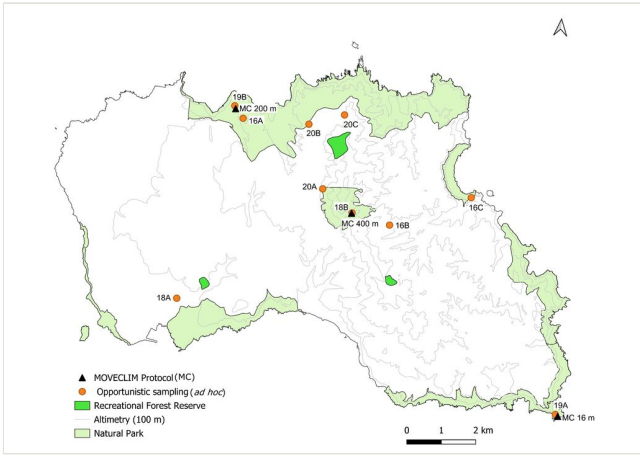 19B
MC 200 m
16A
20B
20C
20A
18B
MC 400 m
16B
16C
18A
19A
MC 16 m
MOVECLIM Protocol (MC)
Opportunistic sampling (ad hoc)
Recreational Forest Reserve
Altimetry (100 m)
Natural Park
0 1 2 km